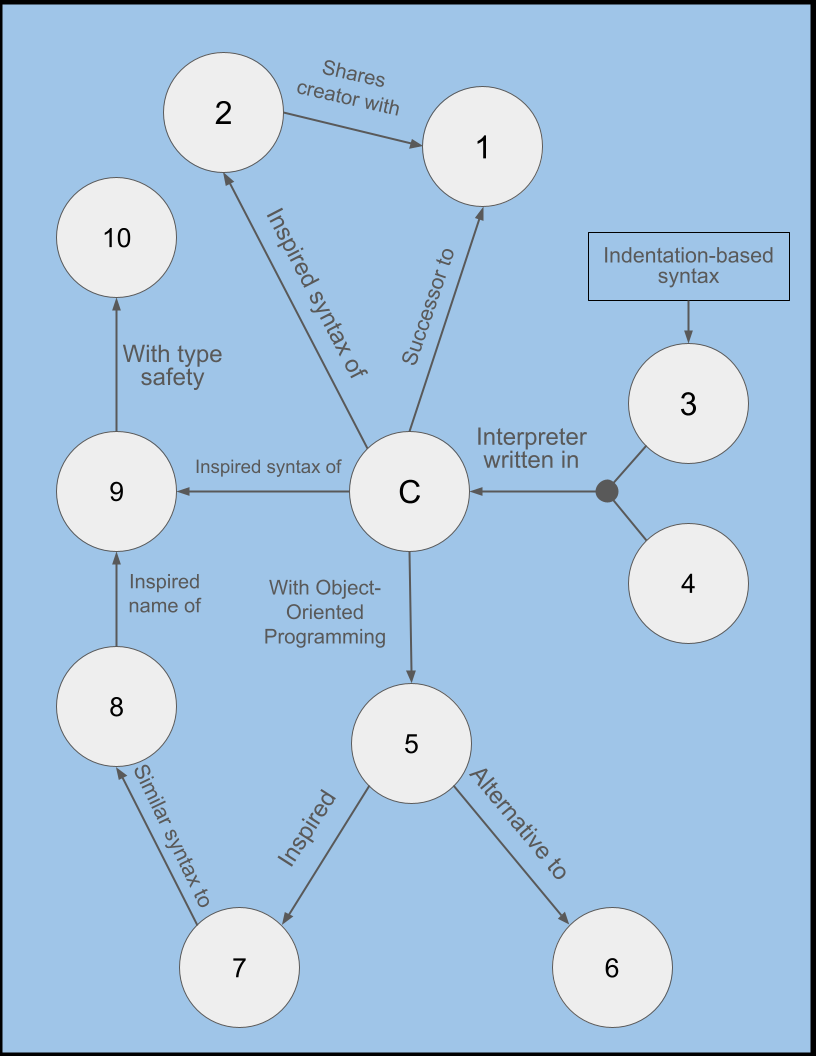 Shares
creator with
2
1
10
Inspired syntax of
Successor to
Indentation-based
syntax
With type
safety
3
Interpreter
written in
Inspired syntax of
9
C
4
Inspired
name of
With Object-
Oriented
Programming
8
5
Similar syntax to
Inspired
Alternative to
7
6